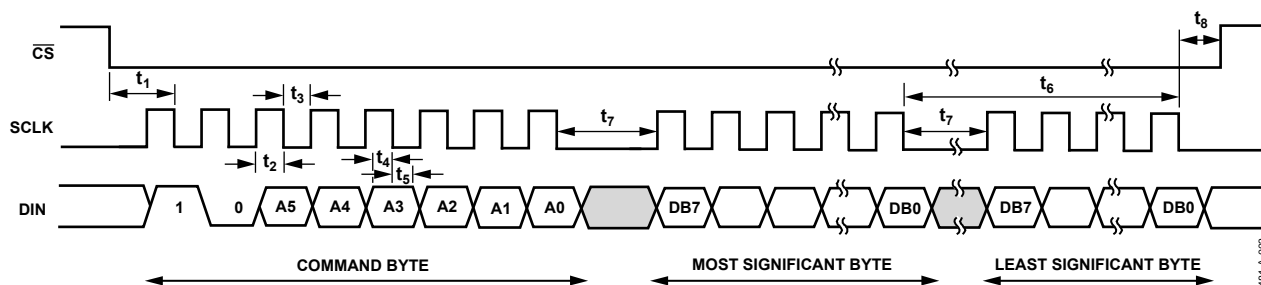 t8
CS
t1
t3
t6
SCLK
t7
t7
t2
t4
t5
DIN
1 0 A5 A4 A3 A2 A1 A0 DB7 DB0 DB7 DB0
COMMAND BYTE MOST SIGNIFICANT BYTE LEAST SIGNIFICANT BYTE